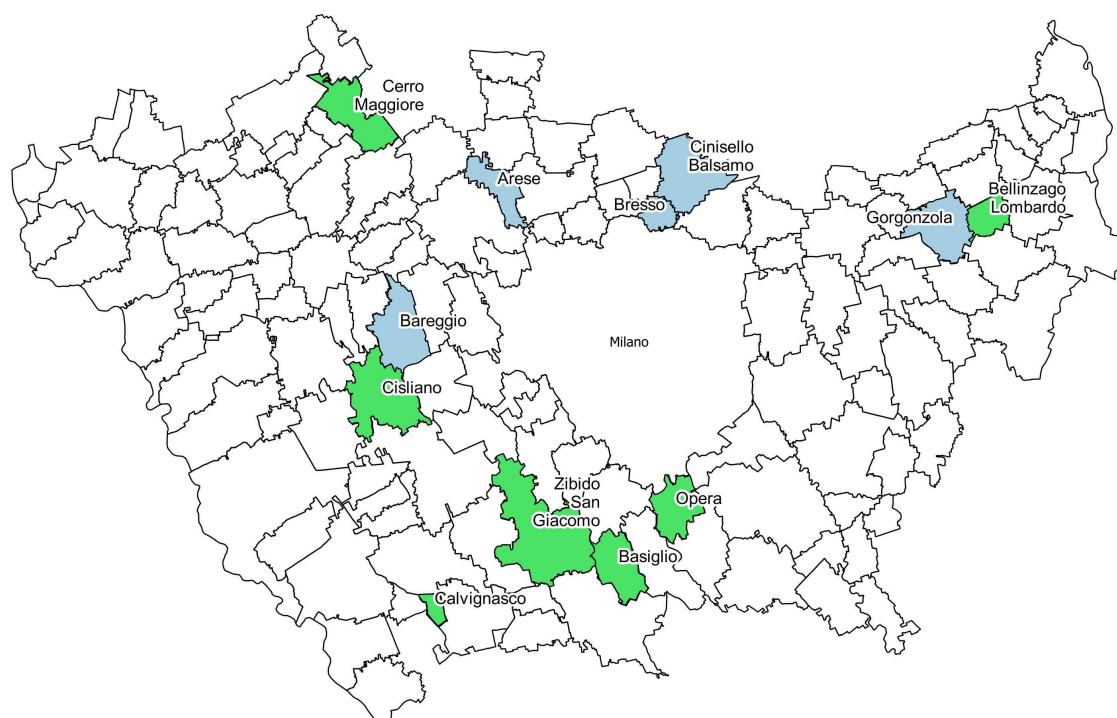 Cerro
Maggiore
Cinisello
Balsamo
Arese
Bresso
Bellinzago
Lombardo
Gorgonzola
Bareggio
Milano
Cisliano
Zibido
San
Giacomo
Opera
Basiglio
Calvignasco